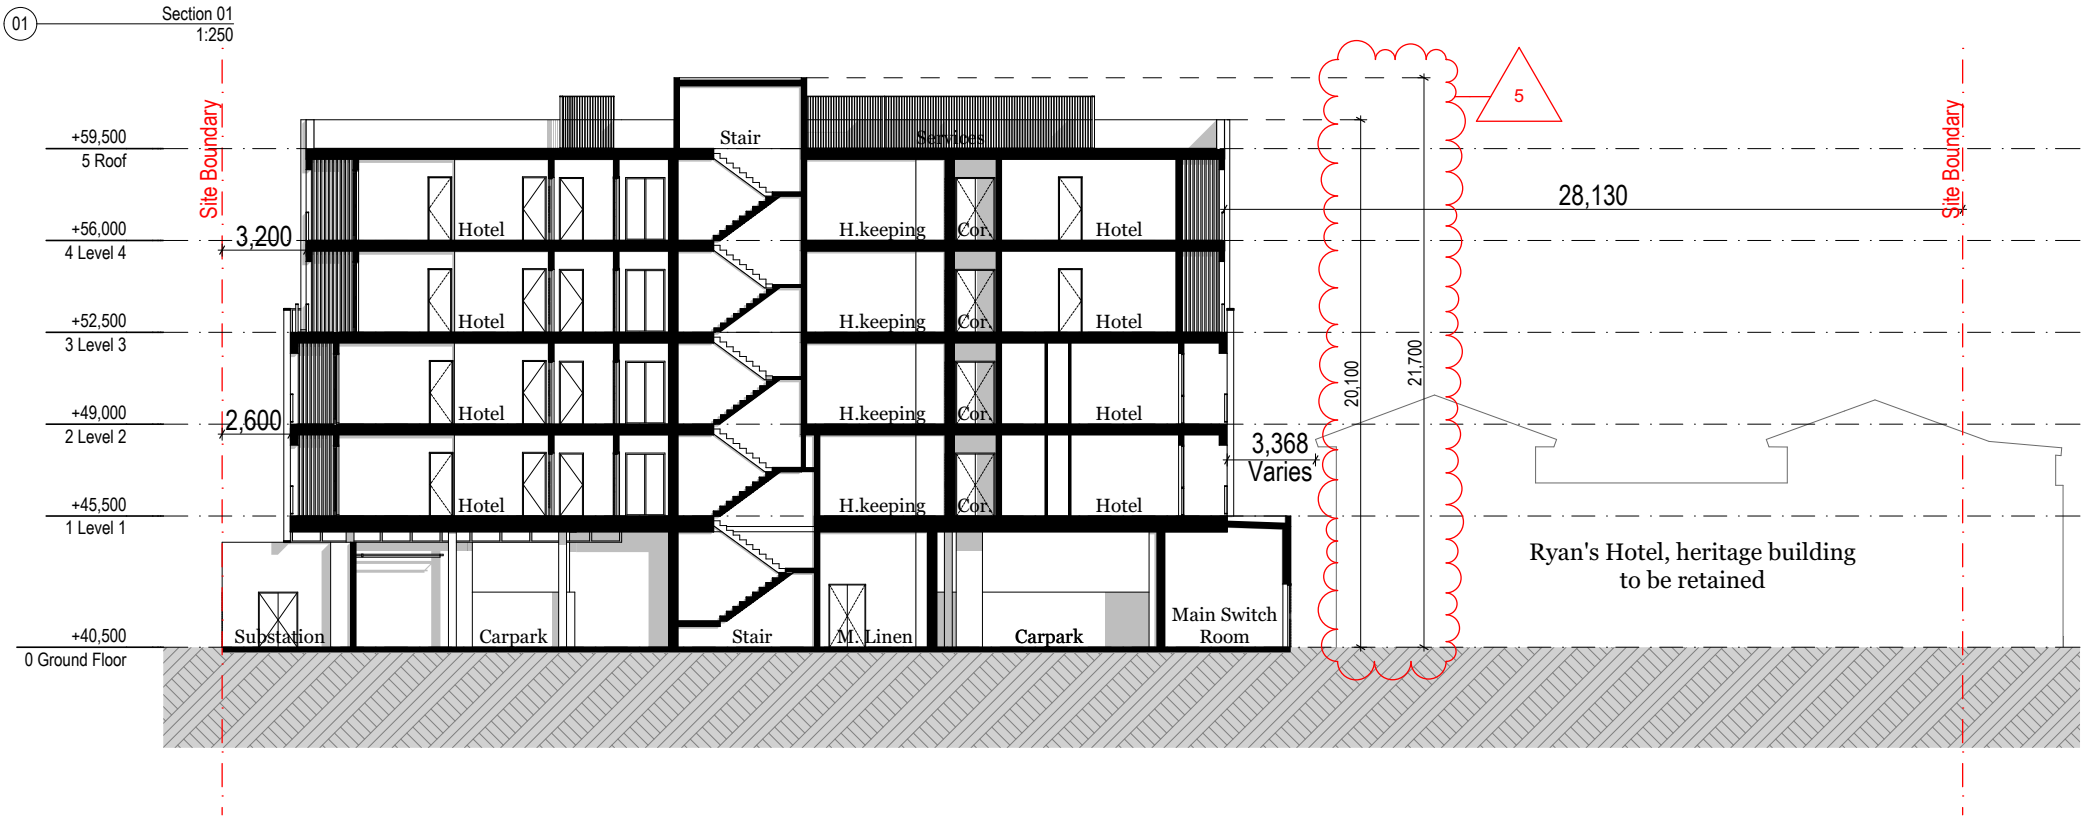 01
Section 01
1:250
Site Boundary
Site Boundary
5
+59,500
5 Roof
Stair
Services
28,130
+56,000
4 Level 4
3,200
Hotel
H.keeping
Cor.
Hotel
+52,500
3 Level 3
Hotel
H.keeping
Cor.
Hotel
20,100
21,700
+49,000
2 Level 2
2,600
Hotel
H.keeping
Cor.
Hotel
3,368
Varies
+45,500
1 Level 1
Hotel
H.keeping
Cor.
Hotel
Ryan's Hotel, heritage building
to be retained
+40,500
0 Ground Floor
Substation
Carpark
Stair
M. Linen
Carpark
Main Switch
Room